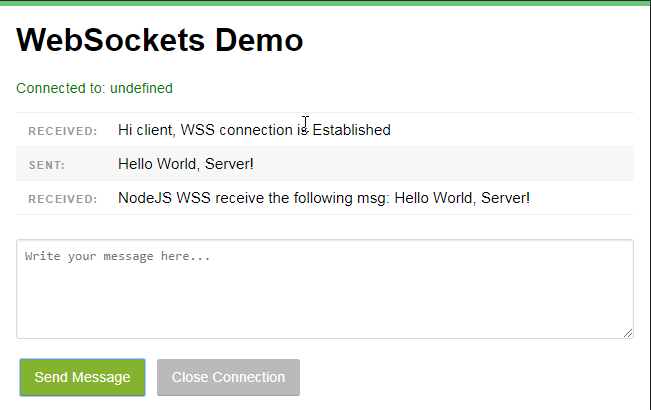 WebSockets Demo
Connected to: undefined
RECEIVED: Hi client, WSS connection is Established
SENT: Hello World, Server!
RECEIVED: NodeJS WSS receive the following msg: Hello World, Server!
Write your message here...
Send Message Close Connection